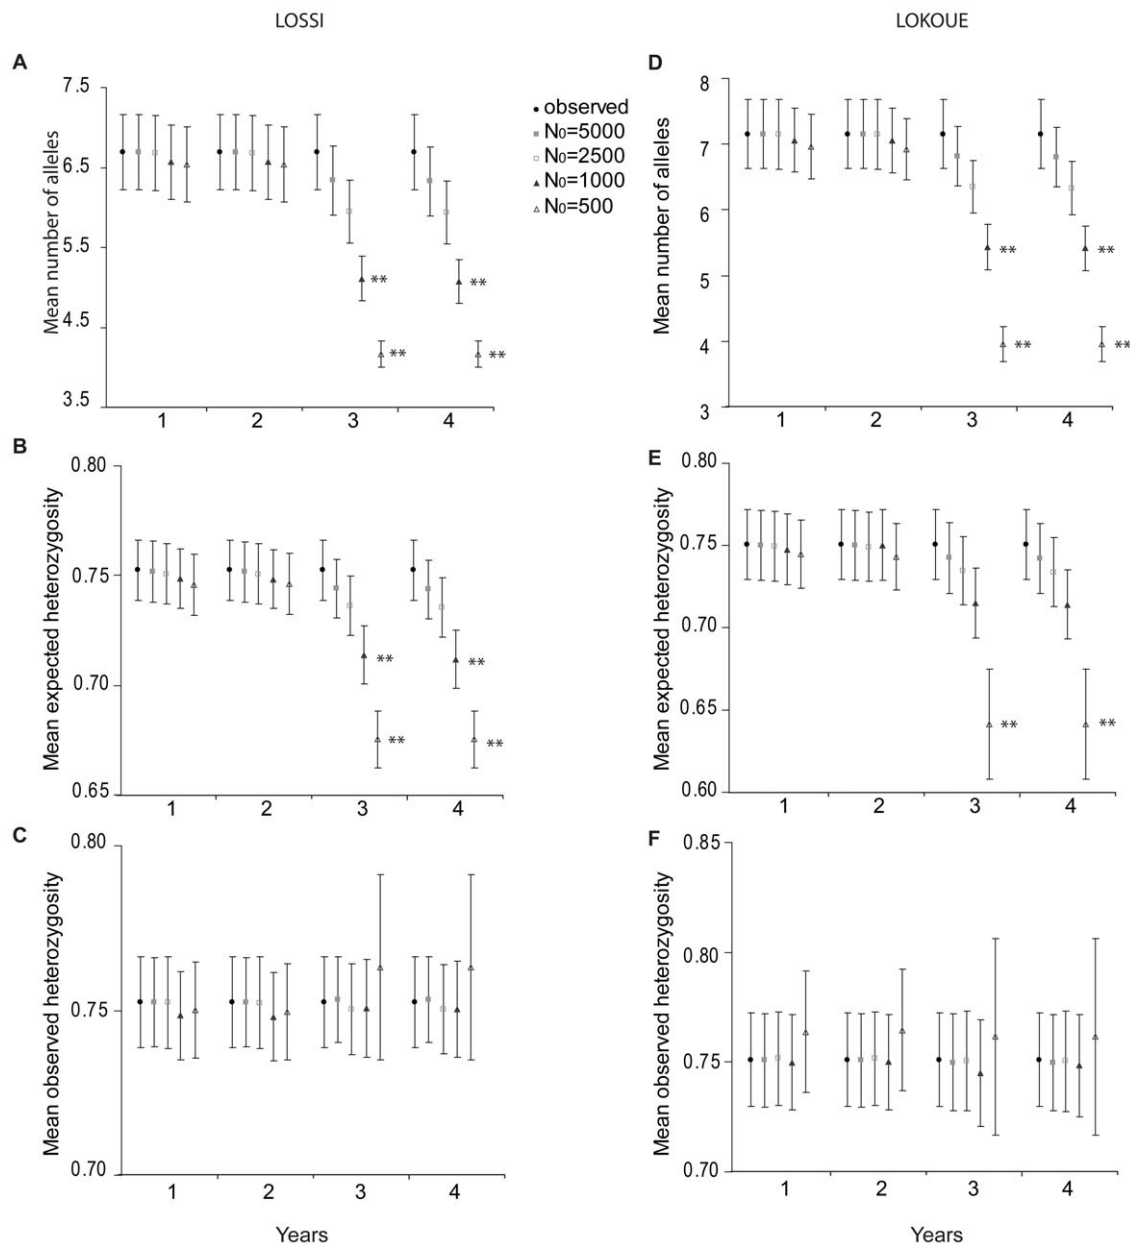 LOSSI
LOKOUE
A
7.5
6.5
5.5
4.5
3.5
Mean number of alleles
1 2 3 4
** **
** **
observed
N0=5000
N0=2500
N0=1000
N0=500
D
8
7
6
5
4
3
Mean number of alleles
1 2 3 4
** **
** **
B
0.80
0.75
0.70
0.65
Mean expected heterozygosity
1 2 3 4
** **
** **
E
0.80
0.75
0.70
0.65
0.60
Mean expected heterozygosity
1 2 3 4
** **
C
0.80
0.75
0.70
Mean observed heterozygosity
1 2 3 4
Years
F
0.85
0.80
0.75
0.70
Mean observed heterozygosity
1 2 3 4
Years